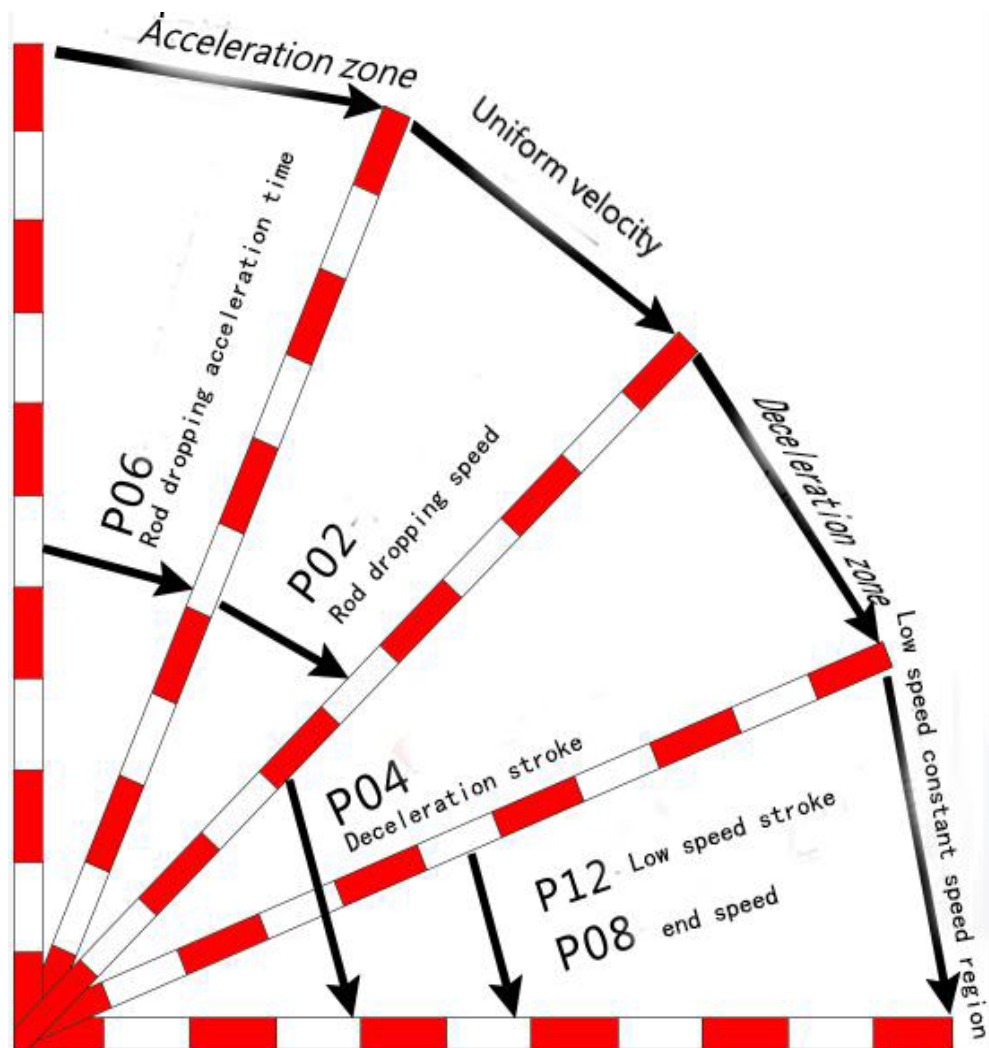 Acceleration zone
Uniform velocity
P06
Rod dropping acceleration time
P02
Rod dropping speed
Deceleration zone
P04
Deceleration stroke
Low speed constant speed region
P12 Low speed stroke
P08 end speed